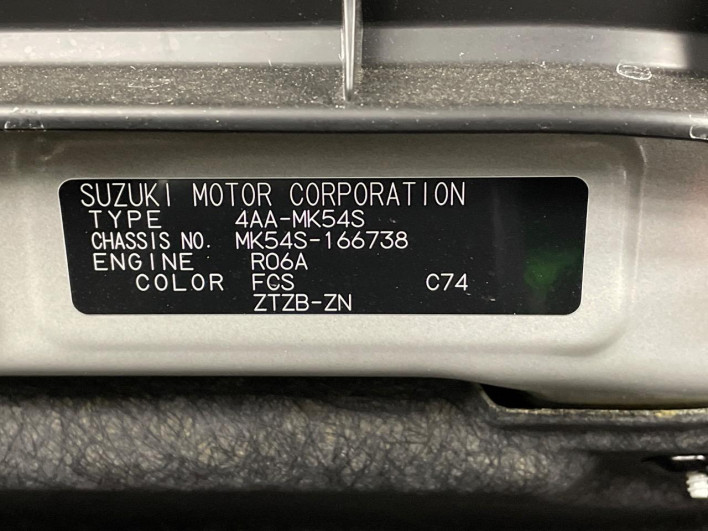 SUZUKI MOTOR CORPORATION
TYPE 4AA-MK54S
CHASSIS NO. MK54S-166738
ENGINE R06A
COLOR FCS C74
ZTZB-ZN